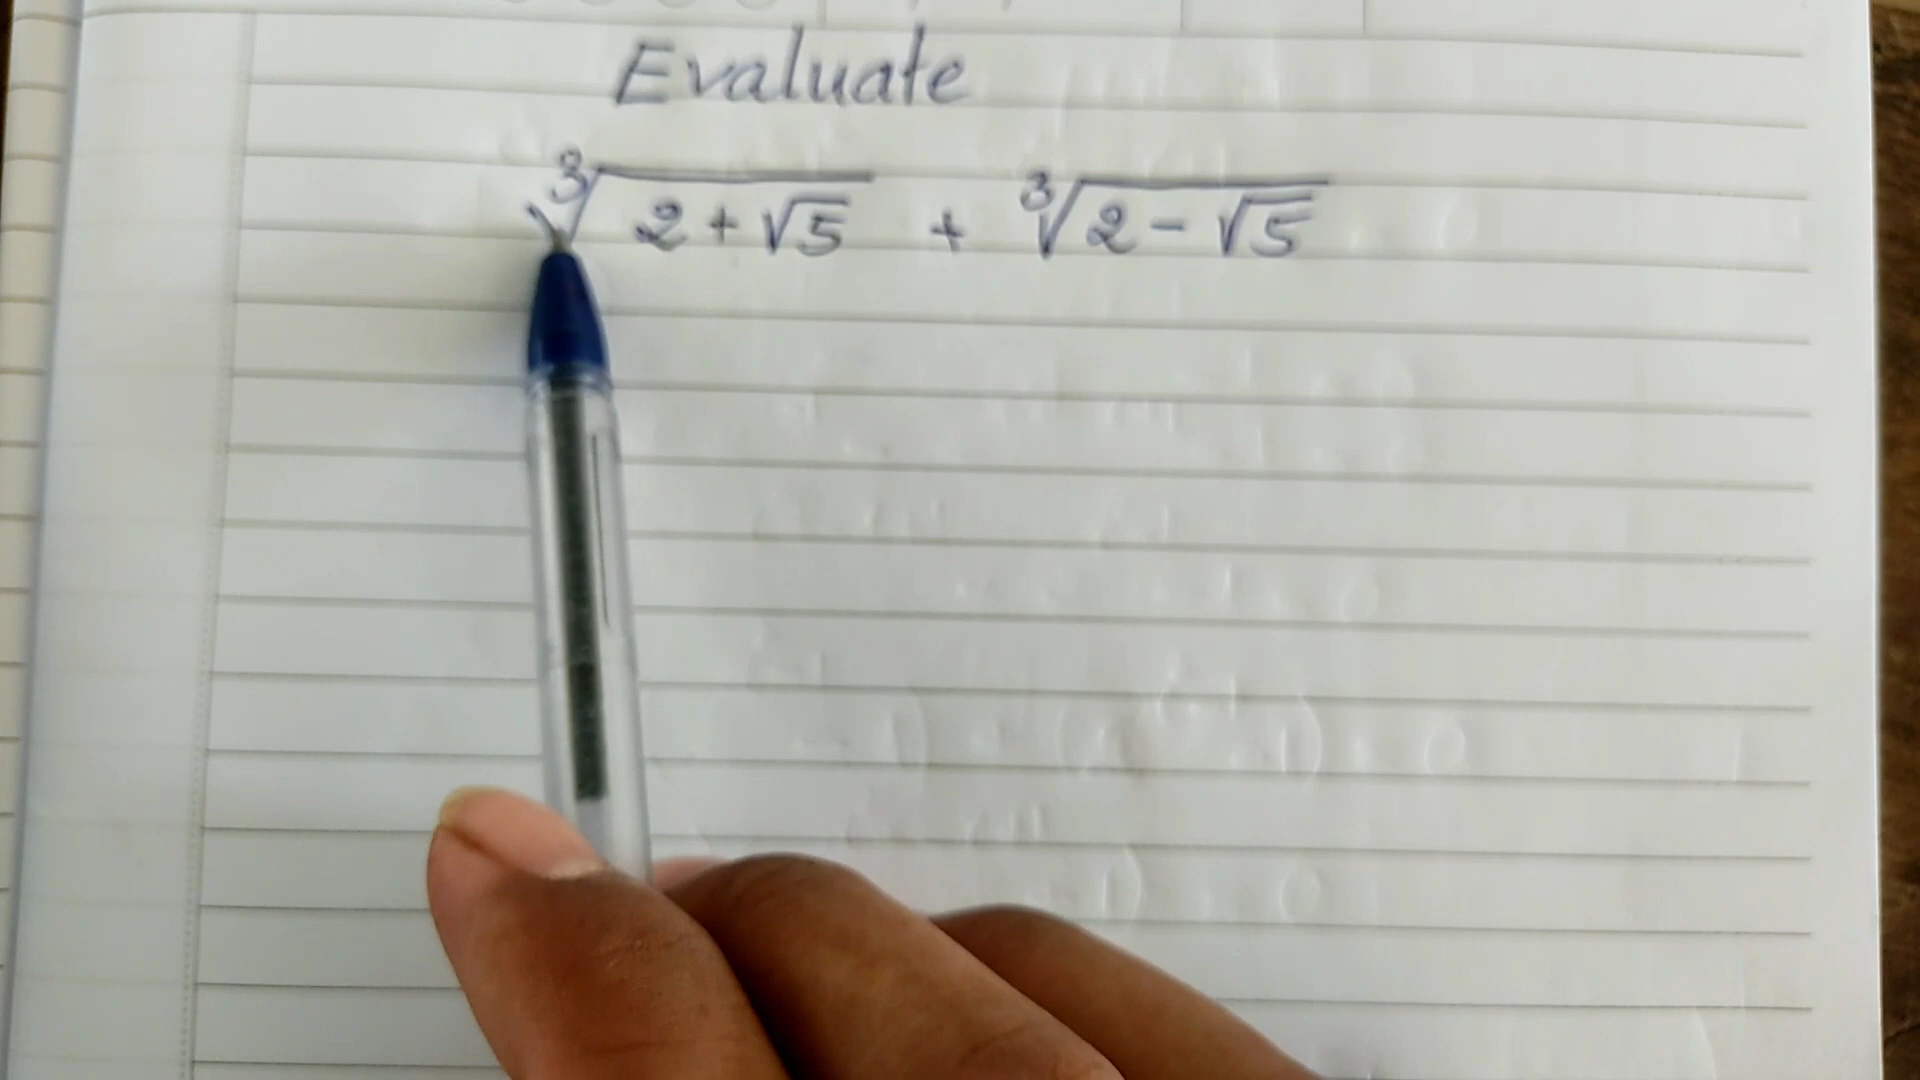 Evaluate
∛(2 + √5) + ∛(2 - √5)